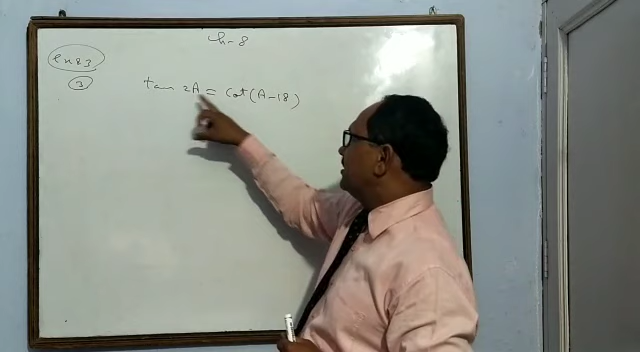 Ch-8
Ex 8.3
3
tan 2A = Cot (A-18)